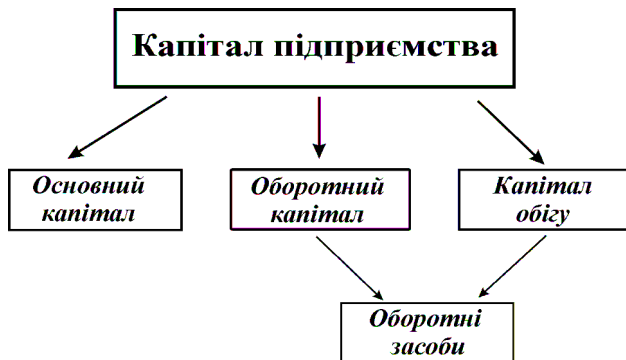 Капітал підприємства
Основний
капітал
Оборотний
капітал
Капітал
обігу
Оборотні
засоби